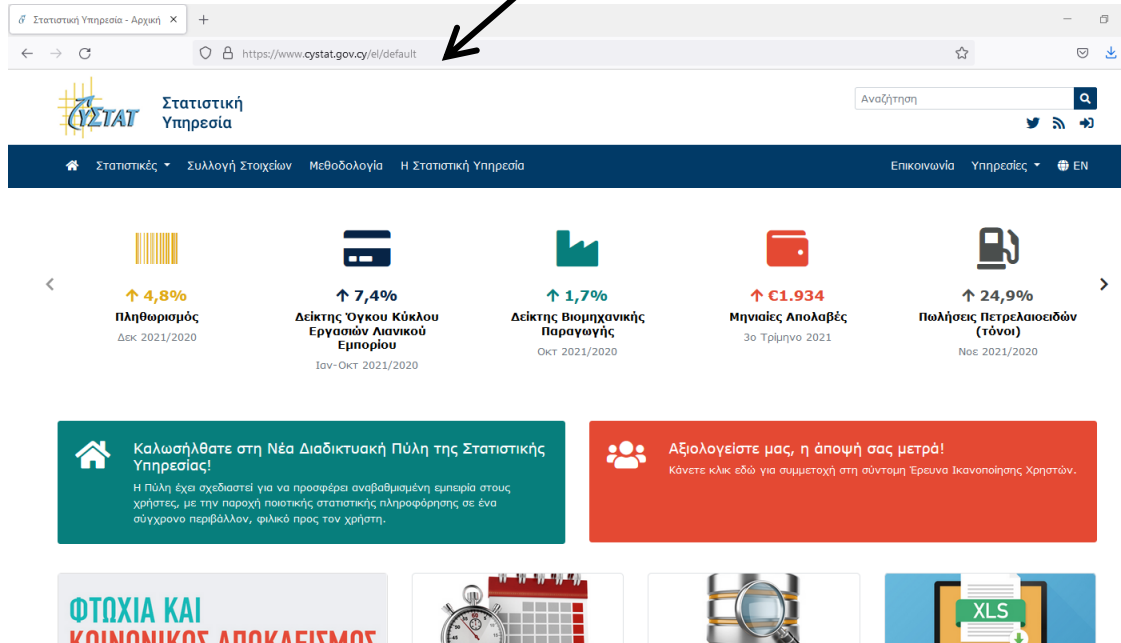 Στατιστική Υπηρεσία - Αρχική
https://www.cystat.gov.cy/el/default
CYΣTAT
Στατιστική
Υπηρεσία
Αναζήτηση
Στατιστικές Συλλογή Στοιχείων Μεθοδολογία Η Στατιστική Υπηρεσία Επικοινωνία Υπηρεσίες EN
4,8%
Πληθωρισμός
Δεκ 2021/2020
7,4%
Δείκτης Όγκου Κύκλου
Εργασιών Λιανικού
Εμπορίου
Ιαν-Οκτ 2021/2020
1,7%
Δείκτης Βιομηχανικής
Παραγωγής
Οκτ 2021/2020
€1.934
Μηνιαίες Απολαβές
3ο Τρίμηνο 2021
24,9%
Πωλήσεις Πετρελαιοειδών
(τόνοι)
Νοε 2021/2020
Καλωσήλθατε στη Νέα Διαδικτυακή Πύλη της Στατιστικής
Υπηρεσίας!
Η Πύλη έχει σχεδιαστεί για να προσφέρει αναβαθμισμένη εμπειρία στους
χρήστες, με την παροχή ποιοτικής στατιστικής πληροφόρησης σε ένα
σύγχρονο περιβάλλον, φιλικό προς τον χρήστη.
Αξιολογείστε μας, η άποψή σας μετρά!
Κάνετε κλικ εδώ για συμμετοχή στη σύντομη Έρευνα Ικανοποίησης Χρηστών.
ΦΤΩΧΙΑ ΚΑΙ
ΚΟΙΝΩΝΙΚΟΣ ΑΠΟΚΛΕΙΣΜΟΣ
XLS